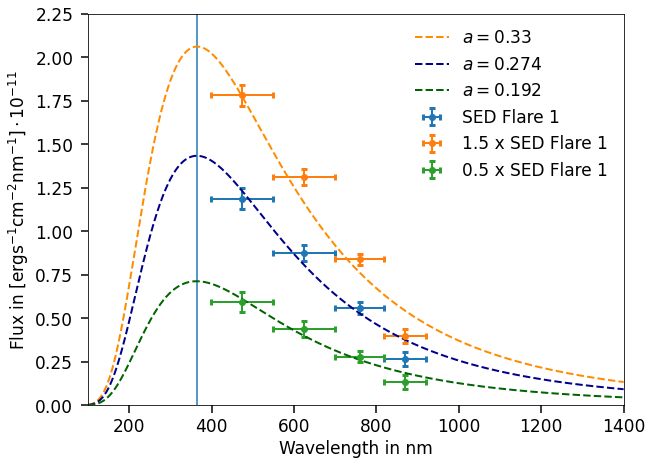 2.25
2.00
1.75
1.50
1.25
1.00
0.75
0.50
0.25
0.00
Flux in [ergs⁻¹cm⁻²nm⁻¹] · 10⁻¹¹
a = 0.33
a = 0.274
a = 0.192
SED Flare 1
1.5 x SED Flare 1
0.5 x SED Flare 1
200 400 600 800 1000 1200 1400
Wavelength in nm